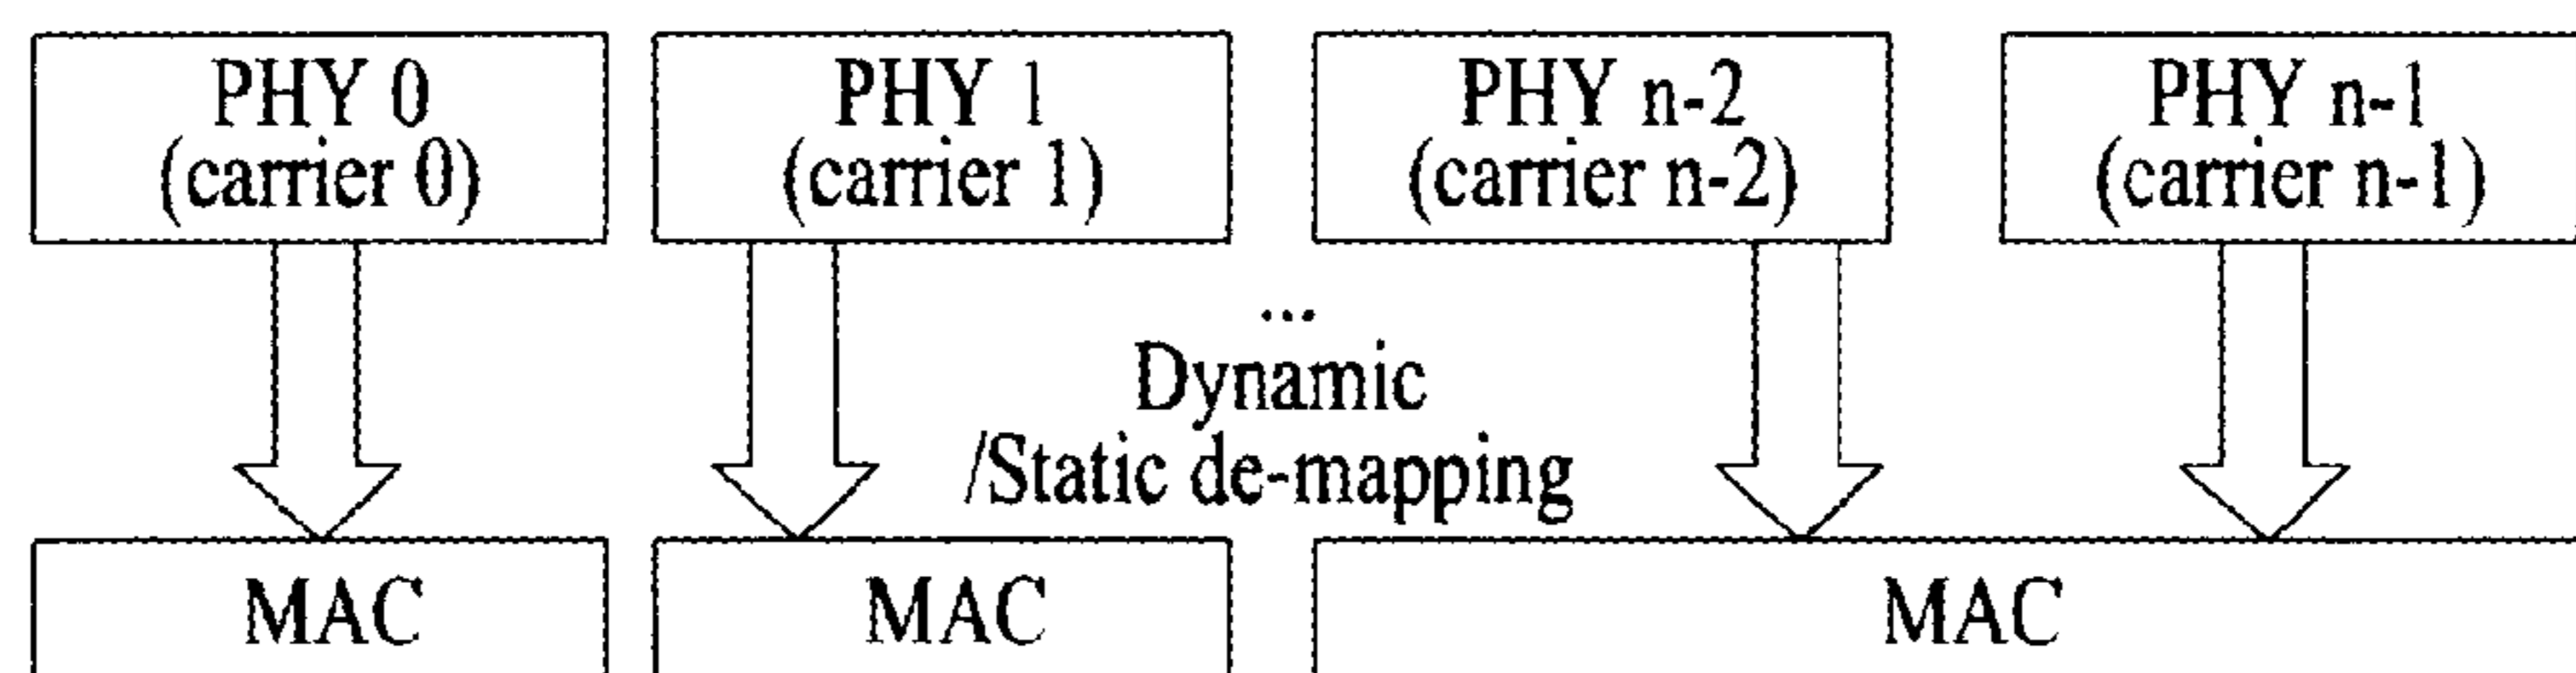 PHY 0
(carrier 0)
PHY 1
(carrier 1)
PHY n-2
(carrier n-2)
PHY n-1
(carrier n-1)
...
Dynamic
/Static de-mapping
MAC
MAC
MAC